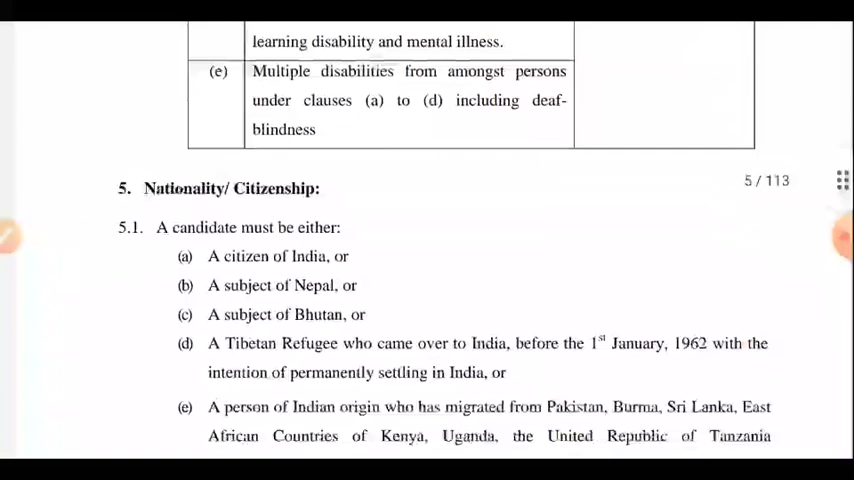 learning disability and mental illness.
(e) Multiple disabilities from amongst persons
under clauses (a) to (d) including deaf-
blindness
5. Nationality/ Citizenship:
5 / 113
5.1. A candidate must be either:
(a) A citizen of India, or
(b) A subject of Nepal, or
(c) A subject of Bhutan, or
(d) A Tibetan Refugee who came over to India, before the 1st January, 1962 with the
intention of permanently settling in India, or
(e) A person of Indian origin who has migrated from Pakistan, Burma, Sri Lanka, East
African Countries of Kenya, Uganda, the United Republic of Tanzania